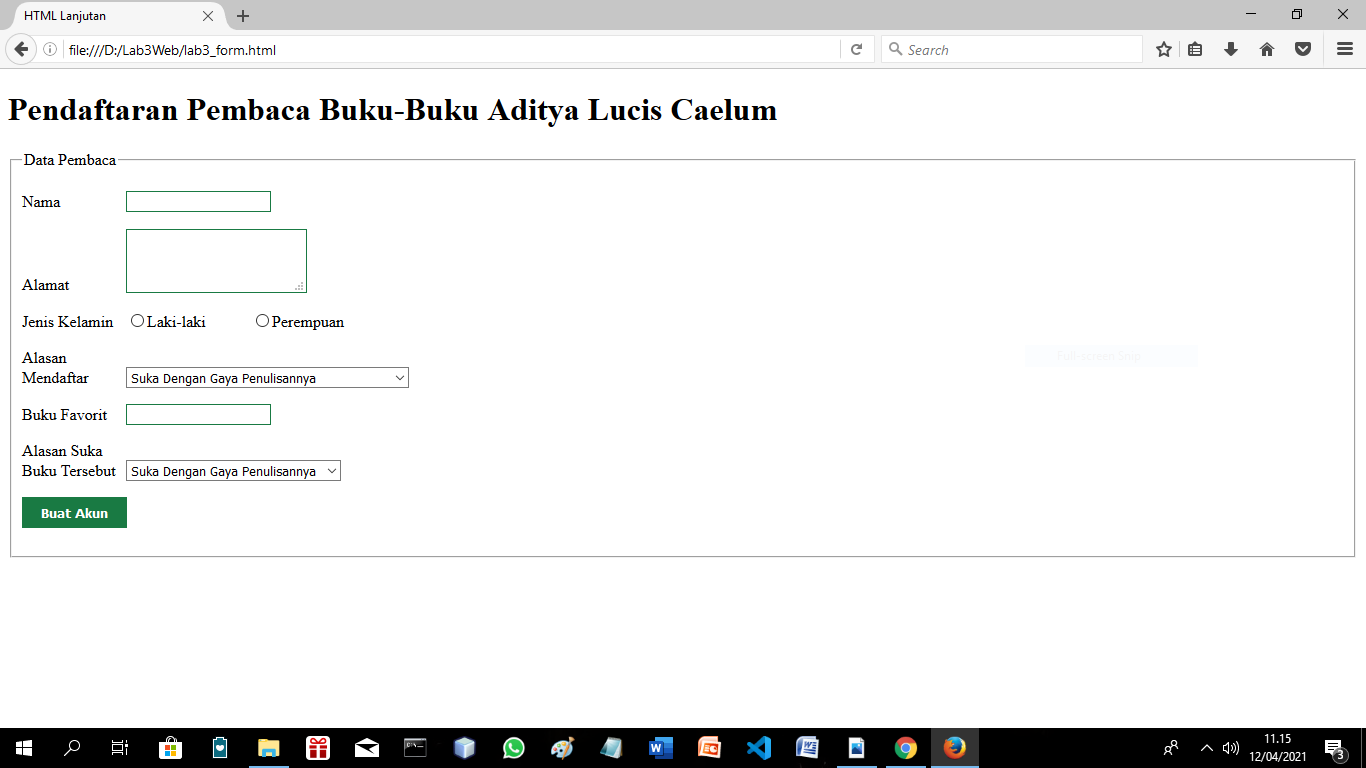 HTML Lanjutan
file:///D:/Lab3Web/lab3_form.html
Search
Pendaftaran Pembaca Buku-Buku Aditya Lucis Caelum
Data Pembaca
Nama
Alamat
Jenis Kelamin Laki-laki Perempuan
Alasan
Mendaftar Suka Dengan Gaya Penulisannya
Buku Favorit
Alasan Suka
Buku Tersebut Suka Dengan Gaya Penulisannya
Buat Akun
Full-screen Snip
11.15
12/04/2021
3